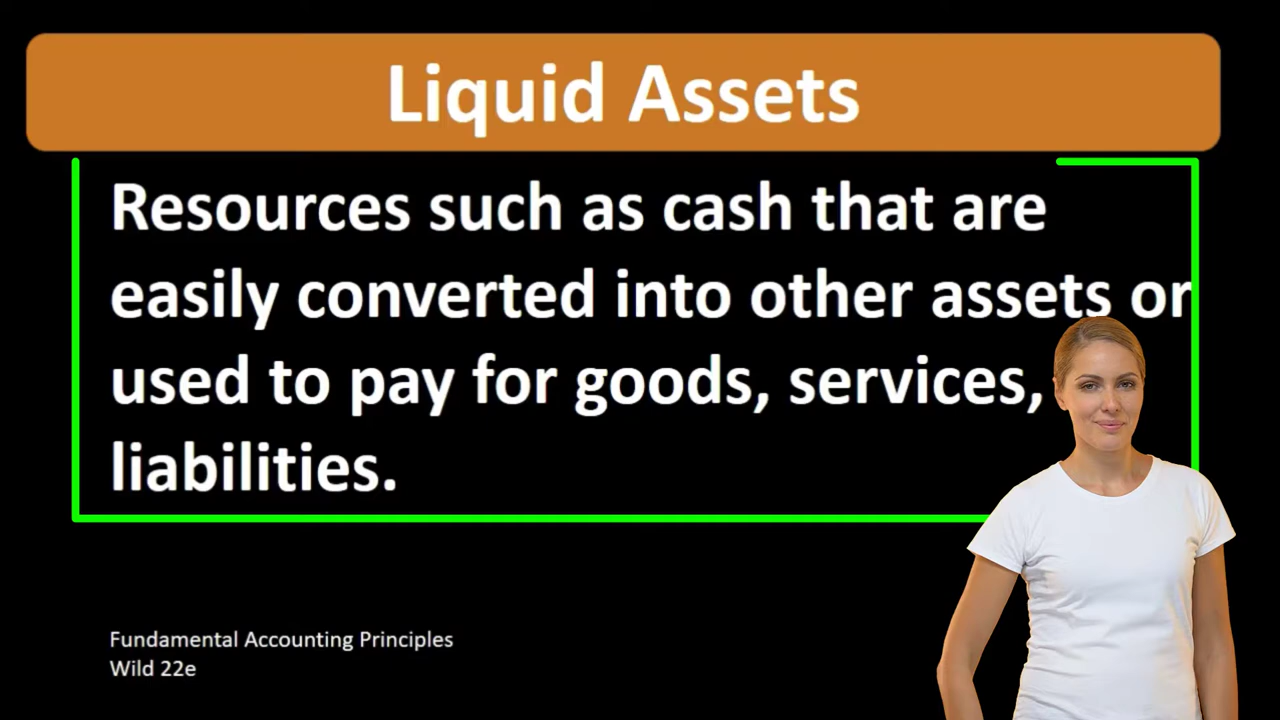 Liquid Assets
Resources such as cash that are
easily converted into other assets or
used to pay for goods, services,
liabilities.
Fundamental Accounting Principles
Wild 22e